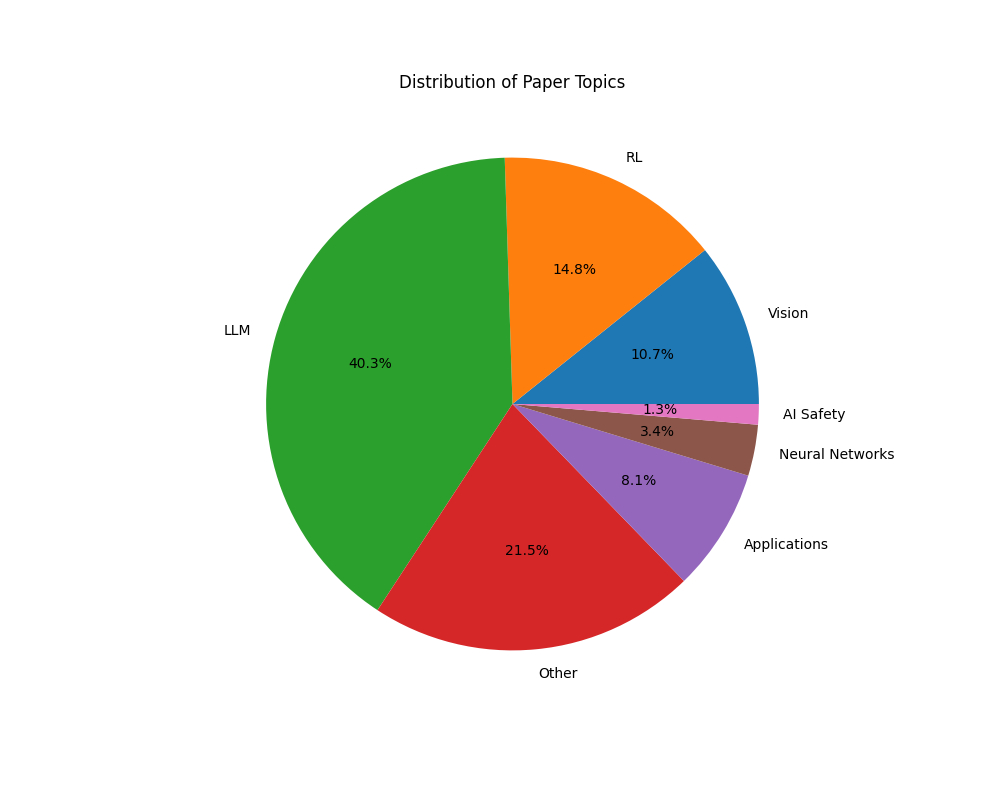 Distribution of Paper Topics
RL
14.8%
Vision
10.7%
LLM
40.3%
1.3%
AI Safety
3.4%
Neural Networks
8.1%
Applications
21.5%
Other